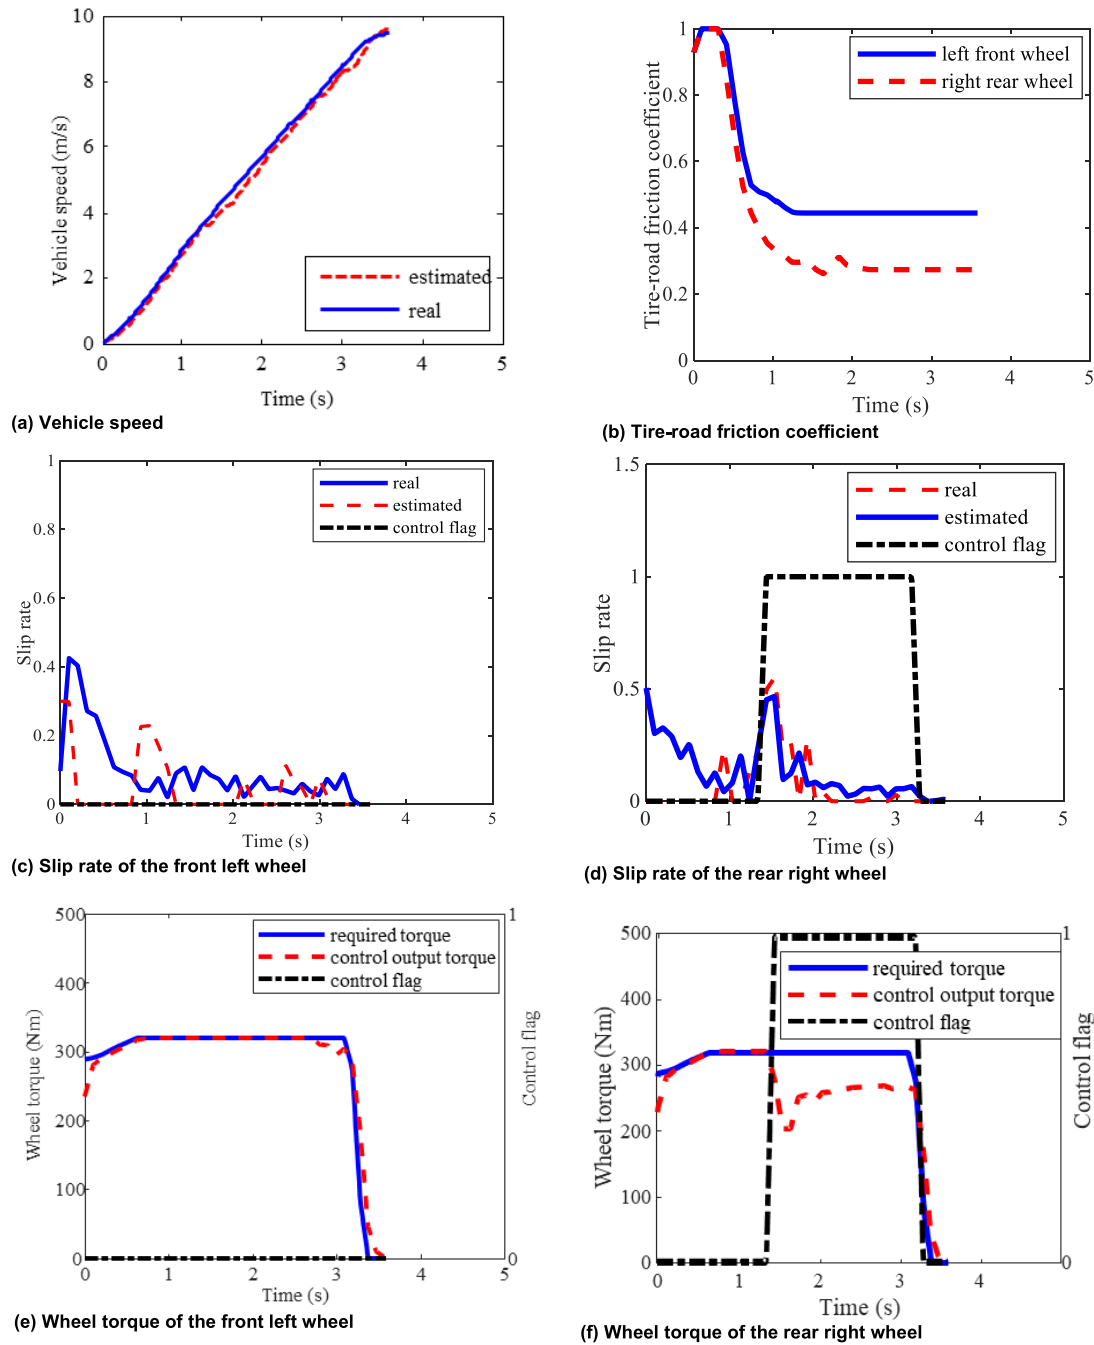 10
8
6
4
2
0
0
1
2
3
4
5
Vehicle speed (m/s)
Time (s)
estimated
real
(a) Vehicle speed
1
0.8
0.6
0.4
0.2
0
0
1
2
3
4
5
Tire-road friction coefficient
Time (s)
left front wheel
right rear wheel
(b) Tire-road friction coefficient
1
0.8
0.6
0.4
0.2
0
0
1
2
3
4
5
Slip rate
Time (s)
real
estimated
control flag
(c) Slip rate of the front left wheel
1.5
1
0.5
0
0
1
2
3
4
5
Slip rate
Time (s)
real
estimated
control flag
(d) Slip rate of the rear right wheel
500
400
300
200
100
0
0
1
2
3
4
5
1
0
Wheel torque (Nm)
Control flag
Time (s)
required torque
control output torque
control flag
(e) Wheel torque of the front left wheel
500
400
300
200
100
0
0
1
2
3
4
1
0
Wheel torque (Nm)
Control flag
Time (s)
required torque
control output torque
control flag
(f) Wheel torque of the rear right wheel